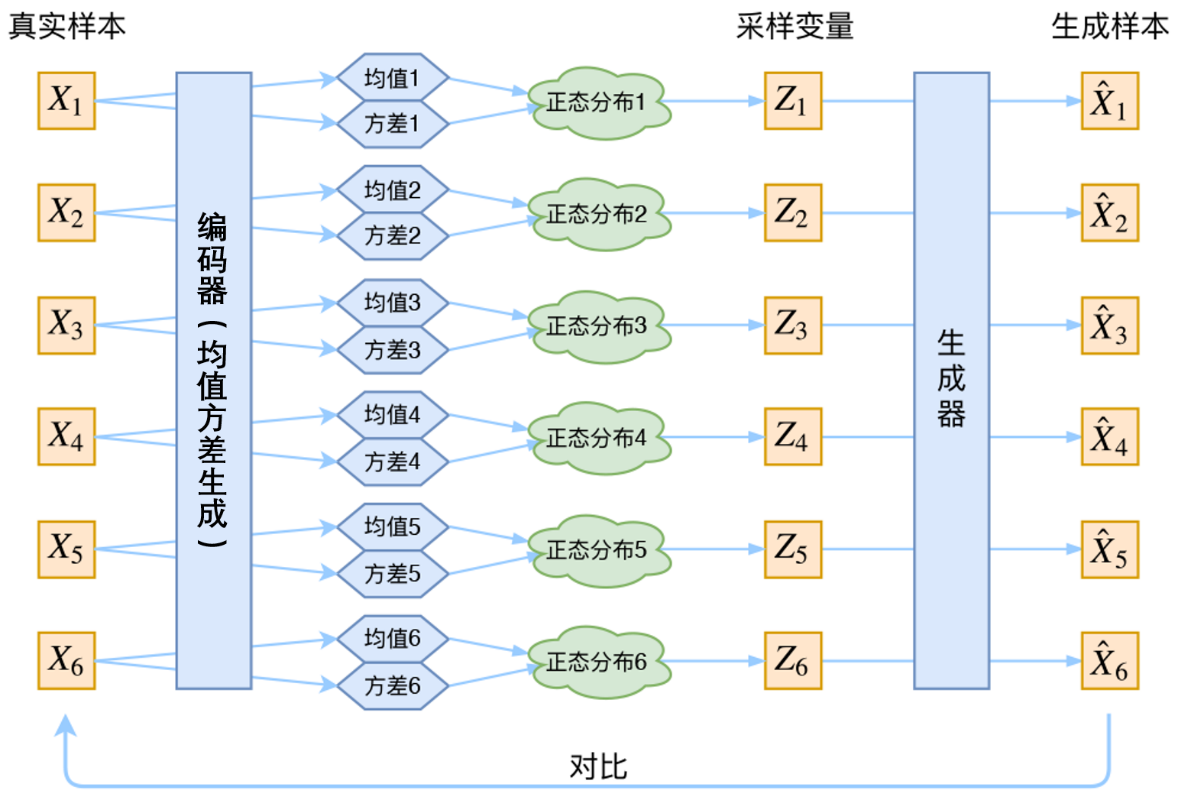 真实样本
采样变量
生成样本
X₁
均值1
方差1
正态分布1
Z₁
X̂₁
X₂
均值2
方差2
正态分布2
Z₂
X̂₂
编码器(均值方差生成)
X₃
均值3
方差3
正态分布3
Z₃
生成器
X̂₃
X₄
均值4
方差4
正态分布4
Z₄
X̂₄
X₅
均值5
方差5
正态分布5
Z₅
X̂₅
X₆
均值6
方差6
正态分布6
Z₆
X̂₆
对比